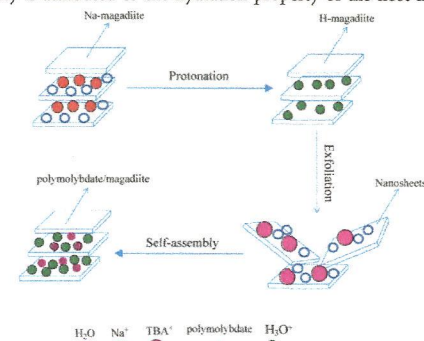 Na-magadiite
H-magadiite
Protonation
Exfoliation
polymolybdate/magadiite
Nanosheets
Self-assembly
H₂O Na⁺ TBA⁺ polymolybdate H₃O⁺